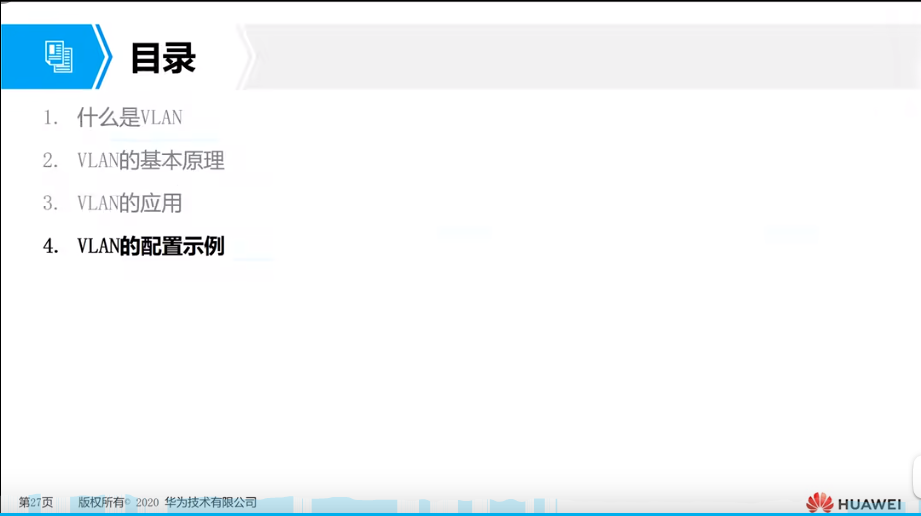 目录
1. 什么是VLAN
2. VLAN的基本原理
3. VLAN的应用
4. VLAN的配置示例
第27页 版权所有© 2020 华为技术有限公司
HUAWEI